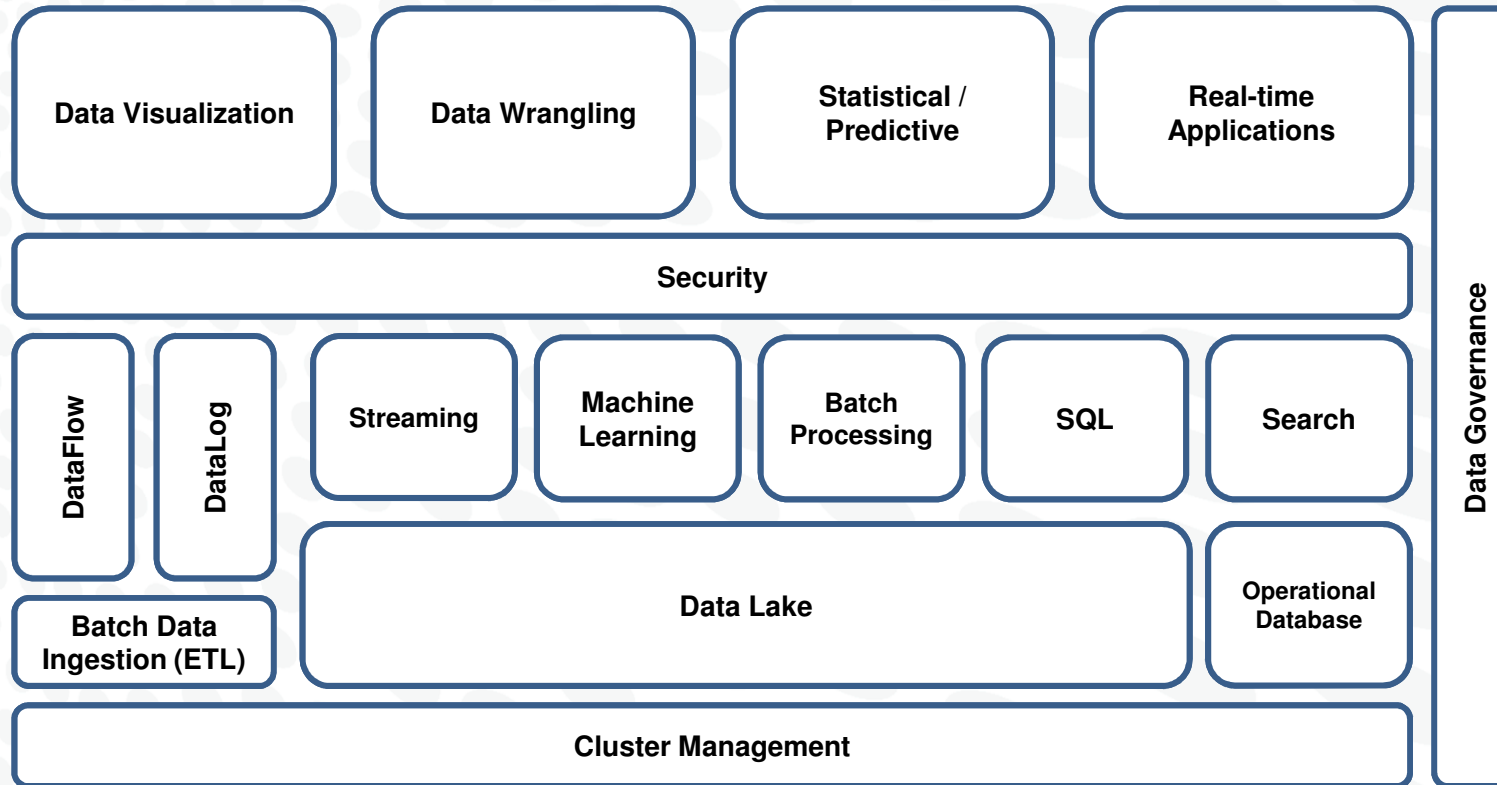 Data Visualization
Data Wrangling
Statistical /
Predictive
Real-time
Applications
Security
DataFlow
DataLog
Streaming
Machine
Learning
Batch
Processing
SQL
Search
Batch Data
Ingestion (ETL)
Data Lake
Operational
Database
Cluster Management
Data Governance